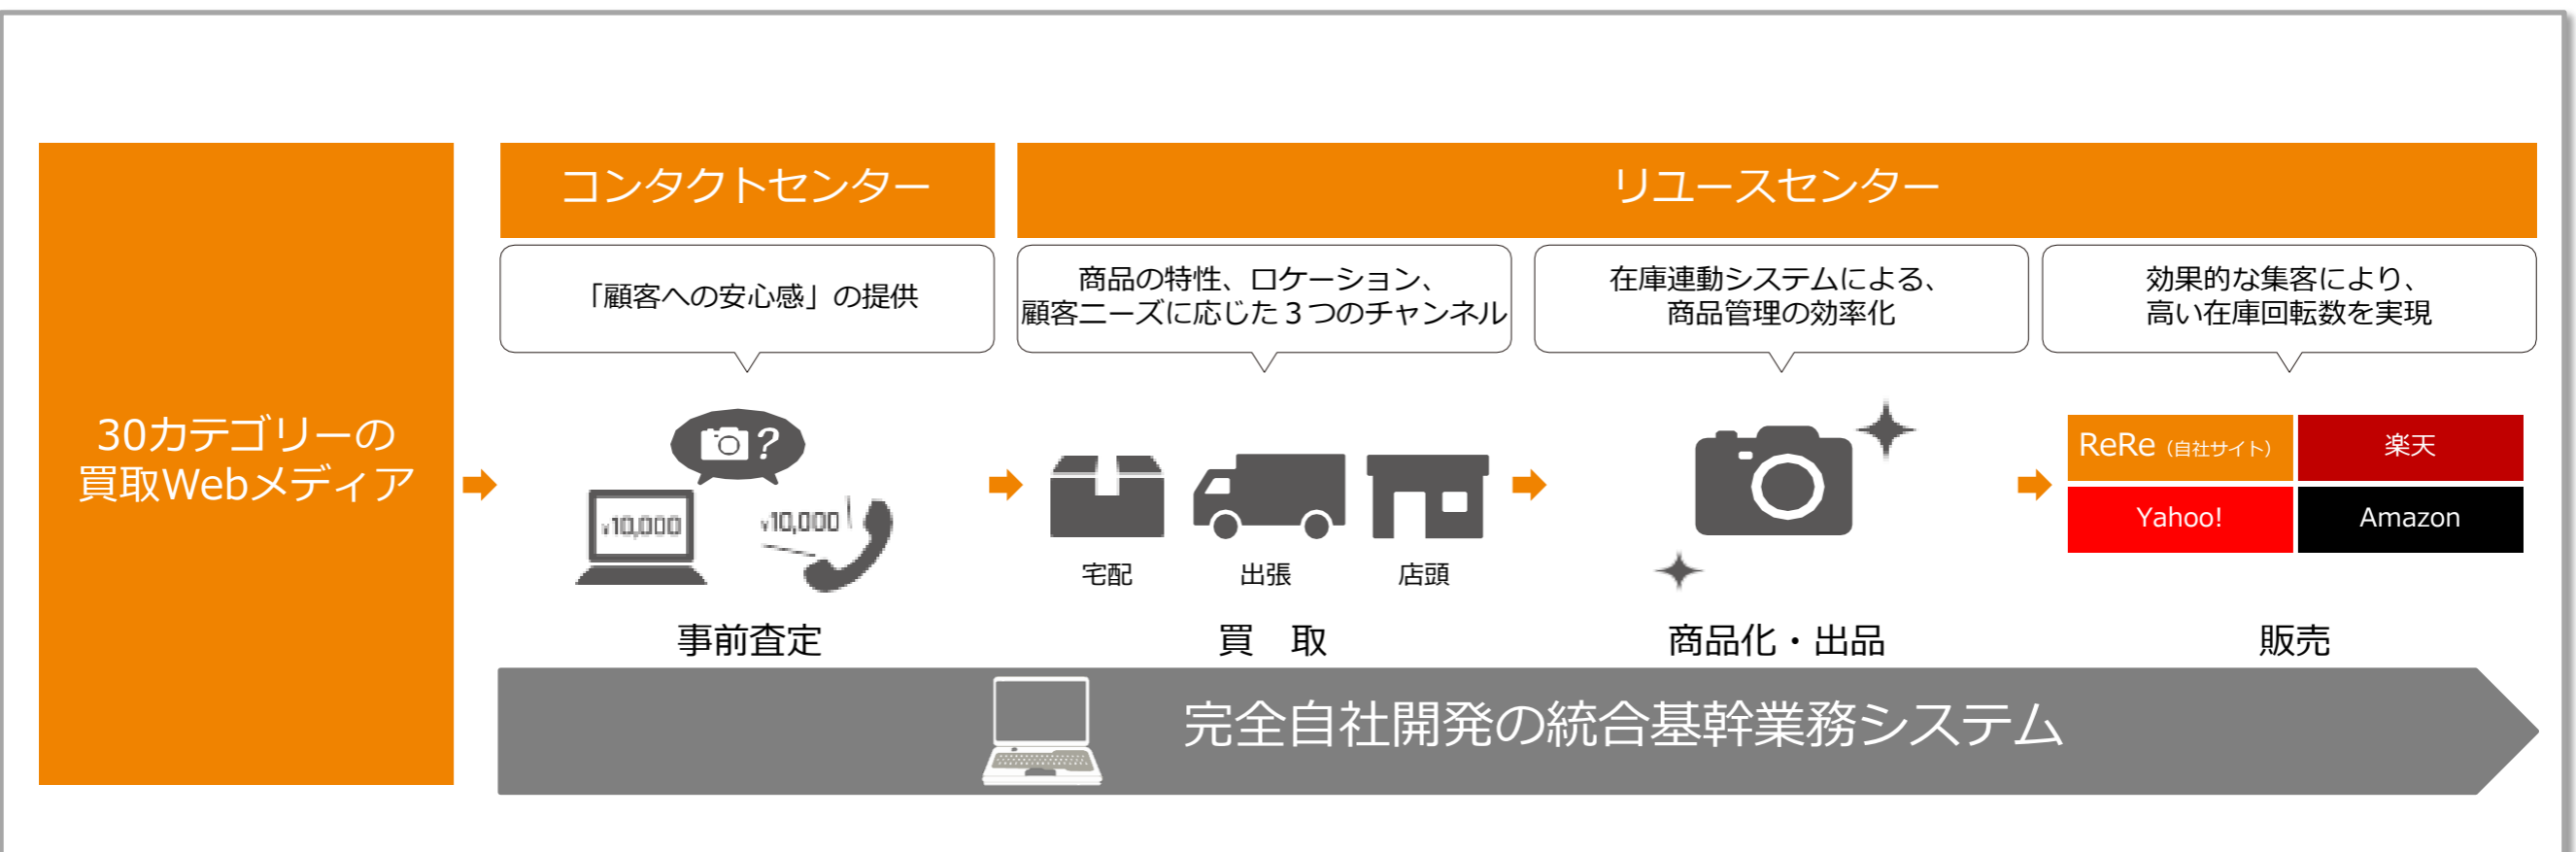 30カテゴリーの
買取Webメディア
コンタクトセンター
リユースセンター
「顧客への安心感」の提供
商品の特性、ロケーション、
顧客ニーズに応じた３つのチャンネル
在庫連動システムによる、
商品管理の効率化
効果的な集客により、
高い在庫回転数を実現
?
¥10,000
¥10,000
宅配
出張
店頭
ReRe（自社サイト）
楽天
Yahoo!
Amazon
事前査定
買　取
商品化・出品
販売
完全自社開発の統合基幹業務システム